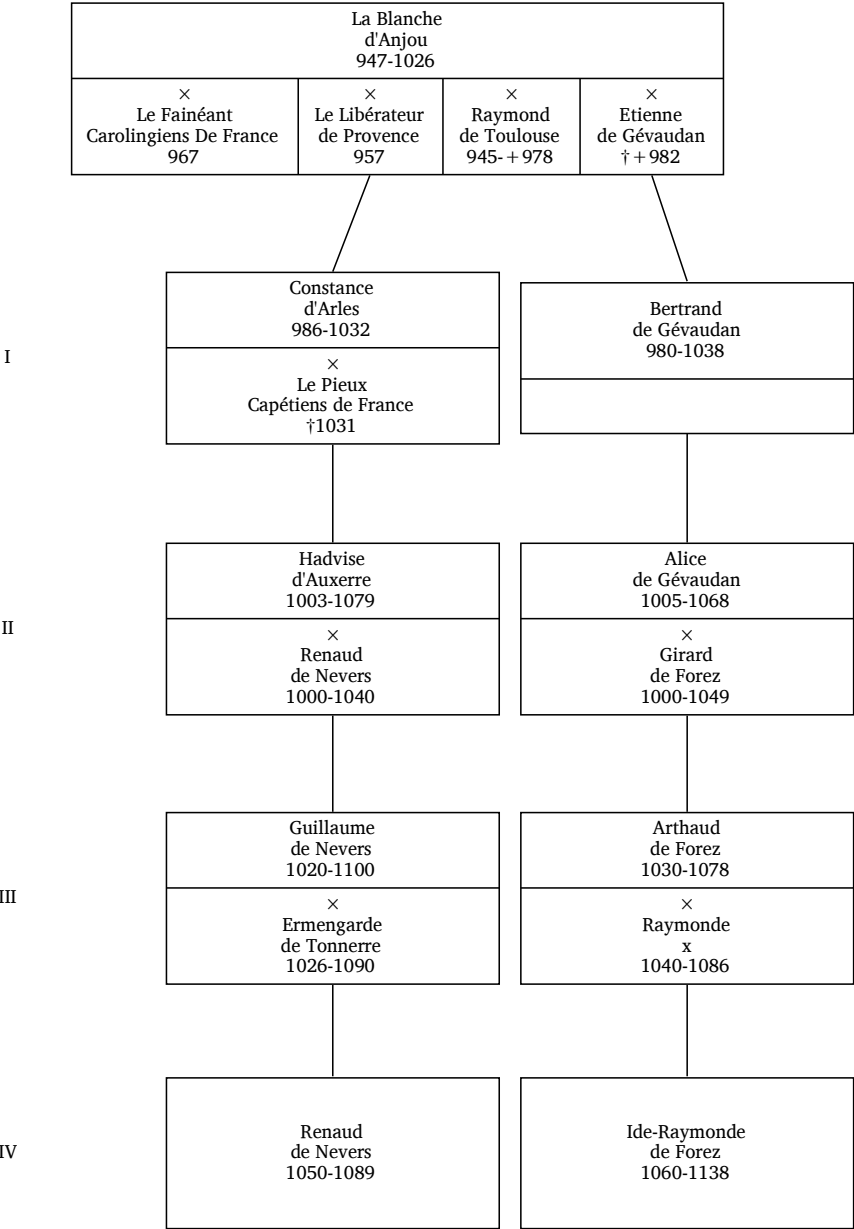 La Blanche
d'Anjou
947-1026
×
Le Fainéant
Carolingiens De France
967
×
Le Libérateur
de Provence
957
×
Raymond
de Toulouse
945-+978
×
Etienne
de Gévaudan
†+982
I
Constance
d'Arles
986-1032
×
Le Pieux
Capétiens de France
†1031
Bertrand
de Gévaudan
980-1038
II
Hadvise
d'Auxerre
1003-1079
×
Renaud
de Nevers
1000-1040
Alice
de Gévaudan
1005-1068
×
Girard
de Forez
1000-1049
III
Guillaume
de Nevers
1020-1100
×
Ermengarde
de Tonnerre
1026-1090
Arthaud
de Forez
1030-1078
×
Raymonde
x
1040-1086
IV
Renaud
de Nevers
1050-1089
Ide-Raymonde
de Forez
1060-1138